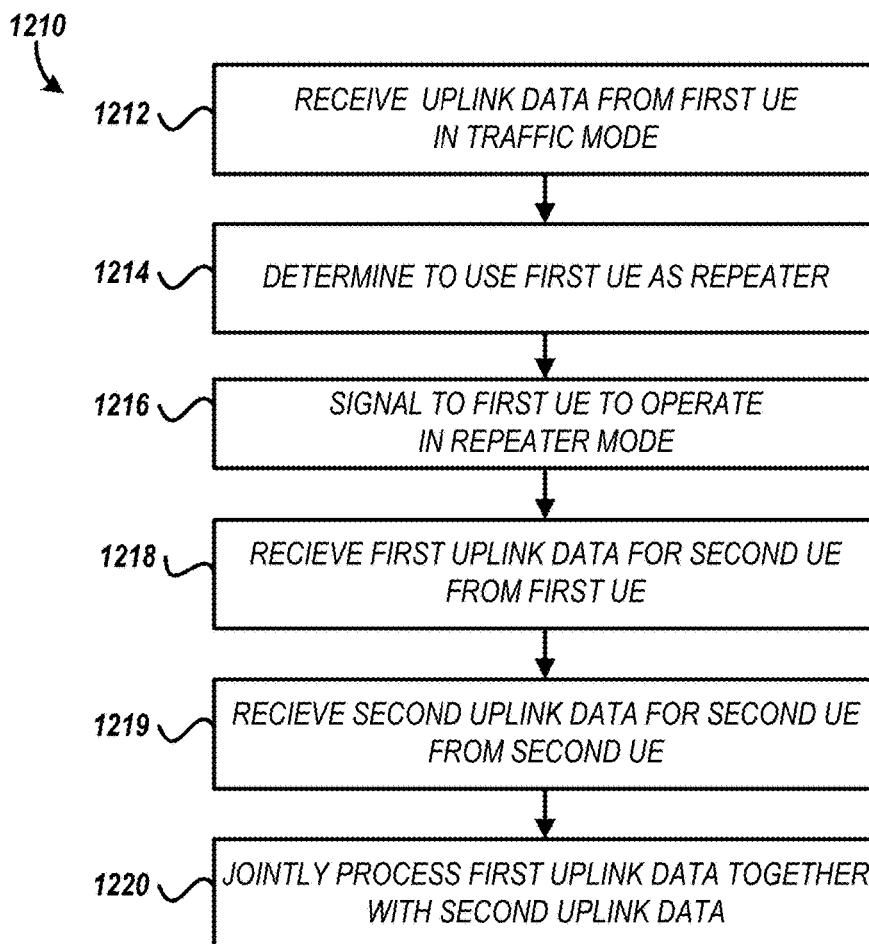 1210
1212
RECEIVE UPLINK DATA FROM FIRST UE
IN TRAFFIC MODE
1214
DETERMINE TO USE FIRST UE AS REPEATER
1216
SIGNAL TO FIRST UE TO OPERATE
IN REPEATER MODE
1218
RECIEVE FIRST UPLINK DATA FOR SECOND UE
FROM FIRST UE
1219
RECIEVE SECOND UPLINK DATA FOR SECOND UE
FROM SECOND UE
1220
JOINTLY PROCESS FIRST UPLINK DATA TOGETHER
WITH SECOND UPLINK DATA